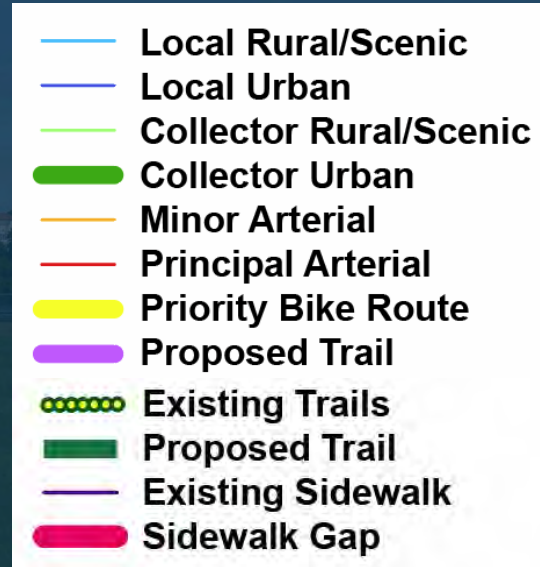 Local Rural/Scenic
Local Urban
Collector Rural/Scenic
Collector Urban
Minor Arterial
Principal Arterial
Priority Bike Route
Proposed Trail
Existing Trails
Proposed Trail
Existing Sidewalk
Sidewalk Gap